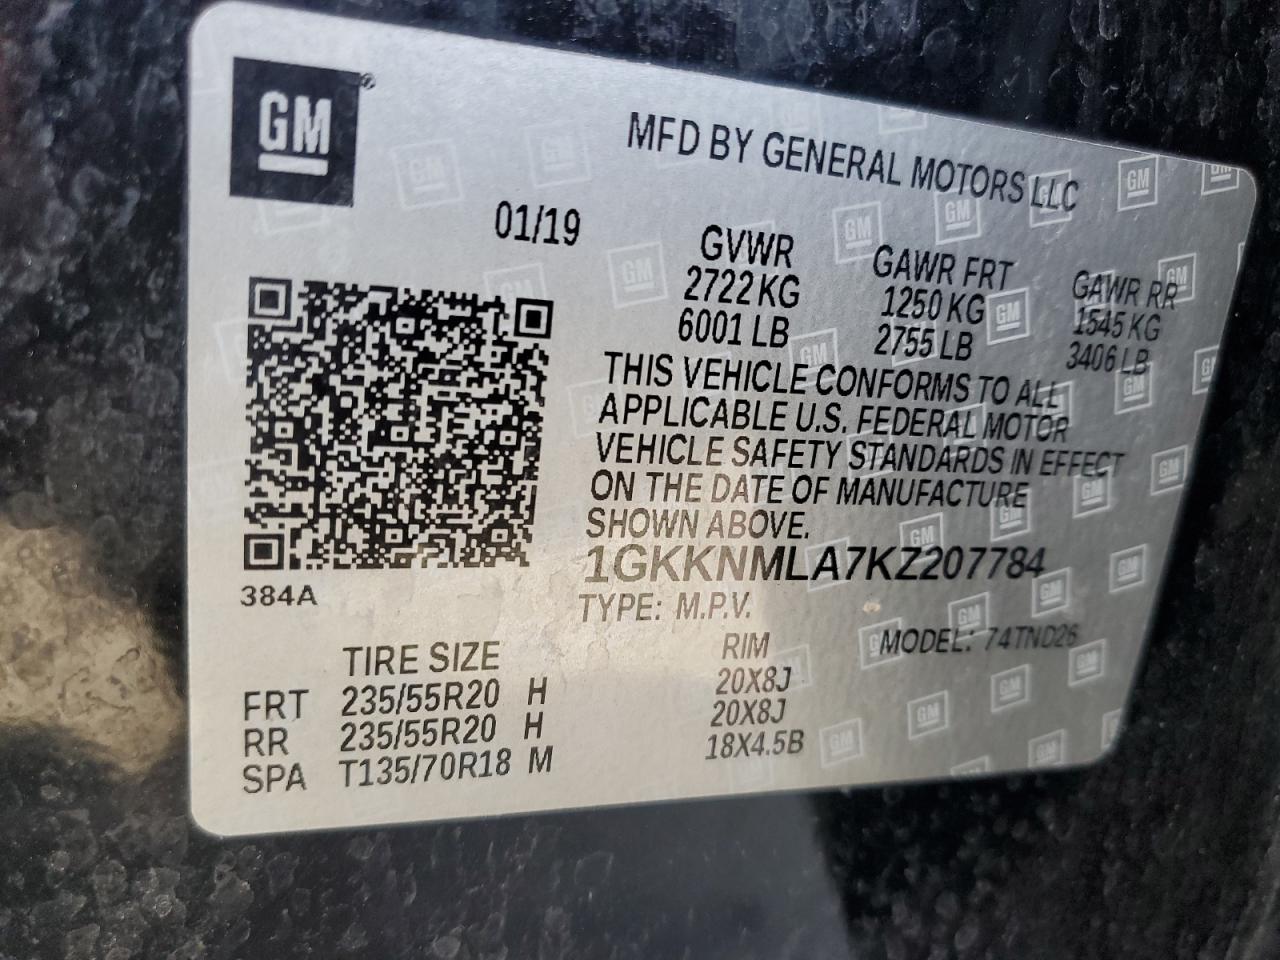 GM
MFD BY GENERAL MOTORS LLC
01/19
GVWR GAWR FRT GAWR RR
2722 KG 1250 KG 1545 KG
6001 LB 2755 LB 3406 LB
THIS VEHICLE CONFORMS TO ALL
APPLICABLE U.S. FEDERAL MOTOR
VEHICLE SAFETY STANDARDS IN EFFECT
ON THE DATE OF MANUFACTURE
SHOWN ABOVE.
1GKKNMLA7KZ207784
384A
TYPE: M.P.V. MODEL: 74TND26
TIRE SIZE RIM
FRT 235/55R20 H 20X8J
RR 235/55R20 H 20X8J
SPA T135/70R18 M 18X4.5B